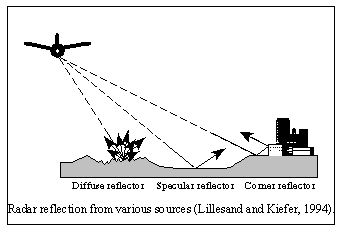 Diffuse reflector Specular reflector Corner reflector
Radar reflection from various sources (Lillesand and Kiefer, 1994).